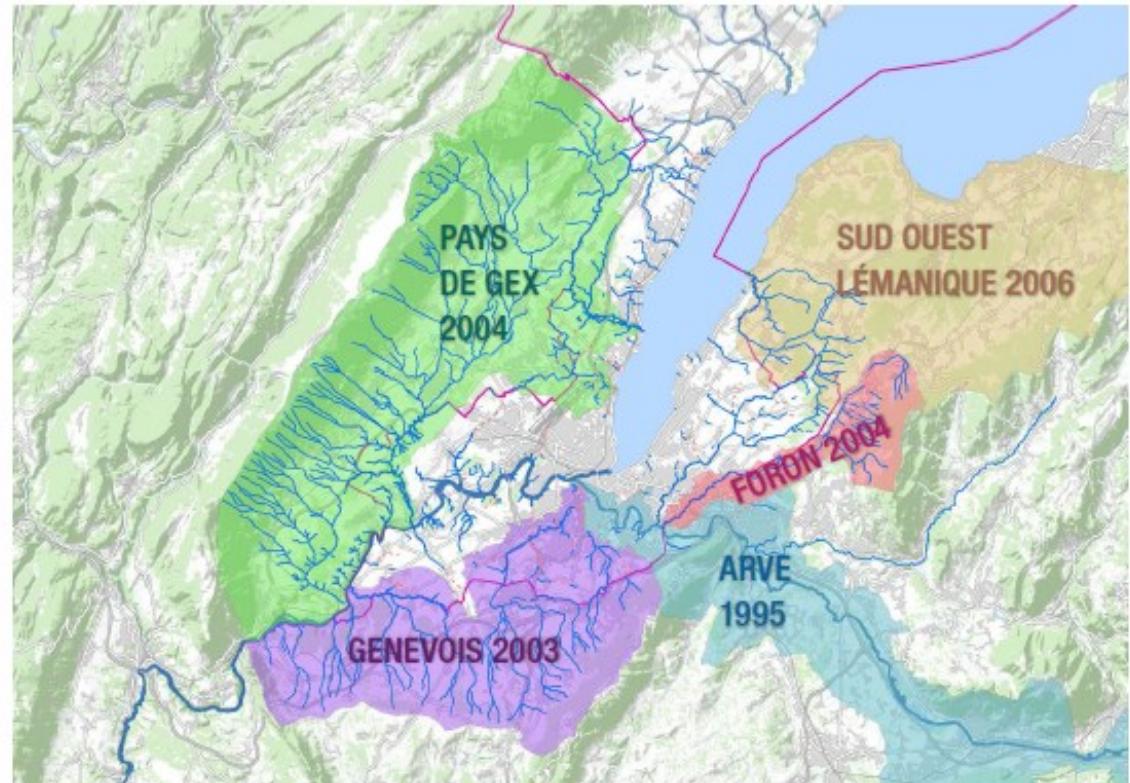 PAYS
DE GEX
2004
SUD OUEST
LÉMANIQUE 2006
FORON 2004
ARVE
1995
GENEVOIS 2003